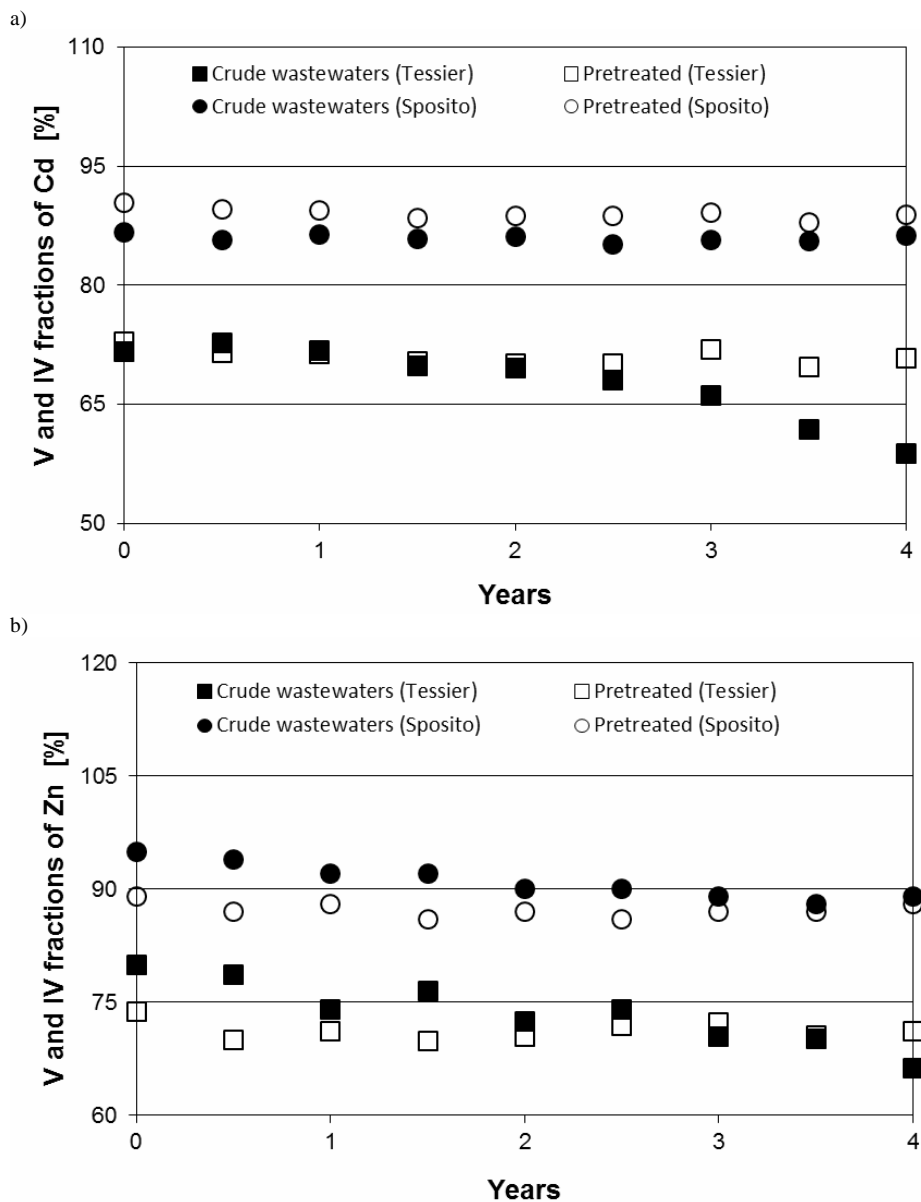 a)
110
■ Crude wastewaters (Tessier) □ Pretreated (Tessier)
● Crude wastewaters (Sposito) ○ Pretreated (Sposito)
95
80
65
50
V and IV fractions of Cd [%]
0 1 2 3 4
Years
b)
120
■ Crude wastewaters (Tessier) □ Pretreated (Tessier)
● Crude wastewaters (Sposito) ○ Pretreated (Sposito)
105
90
75
60
V and IV fractions of Zn [%]
0 1 2 3 4
Years